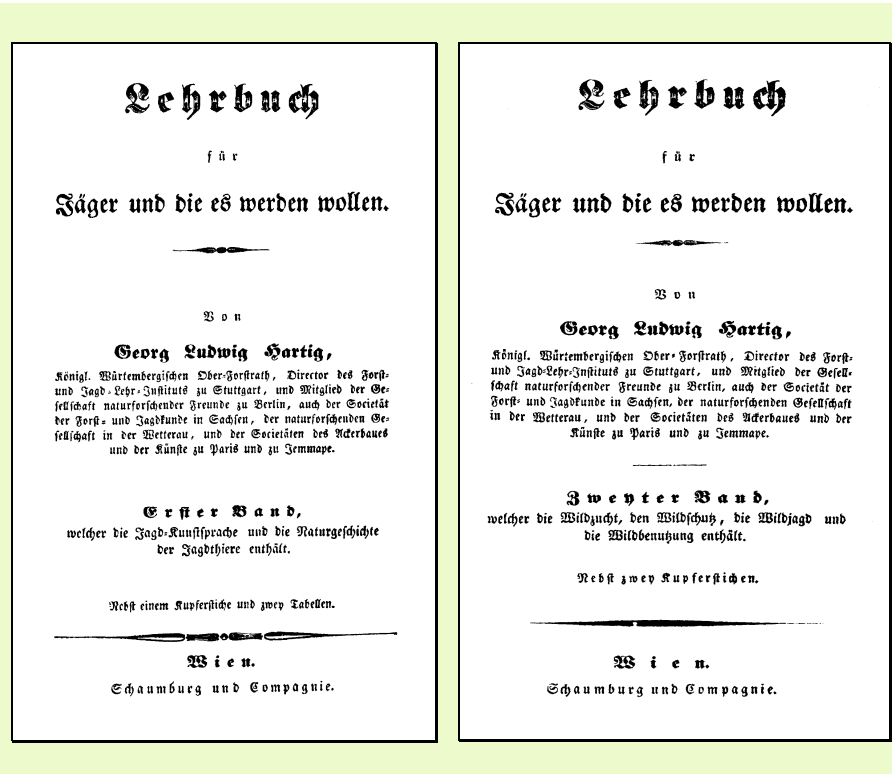 Lehrbuch
für
Jäger und die es werden wollen.
Von
Georg Ludwig Hartig,
Königl. Würtembergischen Ober-Forstrath, Director des Forst-
und Jagd-Lehr-Instituts zu Stuttgart, und Mitglied der Ge-
sellschaft naturforschender Freunde zu Berlin, auch der Societät
der Forst- und Jagdkunde in Sachsen, der naturforschenden Ge-
sellschaft in der Wetterau, und der Societäten des Ackerbaues
und der Künste zu Paris und zu Jemmape.
Erster Band,
welcher die Jagd-Kunstsprache und die Naturgeschichte
der Jagdthiere enthält.
Nebst einem Kupferstiche und zwey Tabellen.
Wien.
Schaumburg und Compagnie.
Lehrbuch
für
Jäger und die es werden wollen.
Von
Georg Ludwig Hartig,
Königl. Würtembergischen Ober-Forstrath, Director des Forst-
und Jagd-Lehr-Instituts zu Stuttgart, und Mitglied der Gesell-
schaft naturforschender Freunde zu Berlin, auch der Societät der
Forst- und Jagdkunde in Sachsen, der naturforschenden Gesellschaft
in der Wetterau, und der Societäten des Ackerbaues und der
Künste zu Paris und zu Jemmape.
Zweyter Band,
welcher die Wildzucht, den Wildschutz, die Wildjagd und
die Wildbenutzung enthält.
Nebst zwey Kupferstichen.
Wien.
Schaumburg und Compagnie.